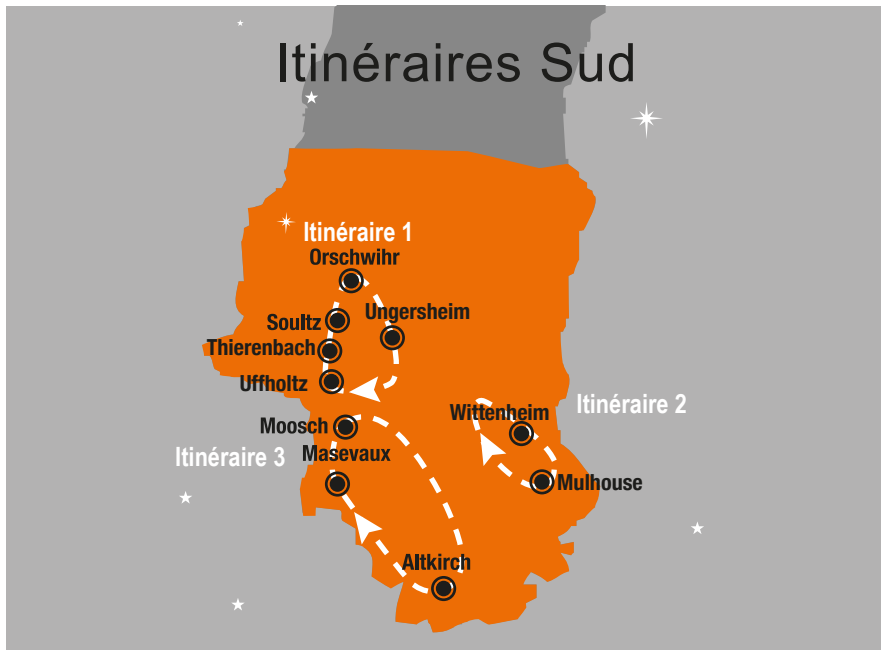 Itinéraires Sud
Itinéraire 1
Orschwihr
Ungersheim
Soultz
Thierenbach
Uffholtz
Itinéraire 2
Wittenheim
Moosch
Itinéraire 3
Masevaux
Mulhouse
Altkirch